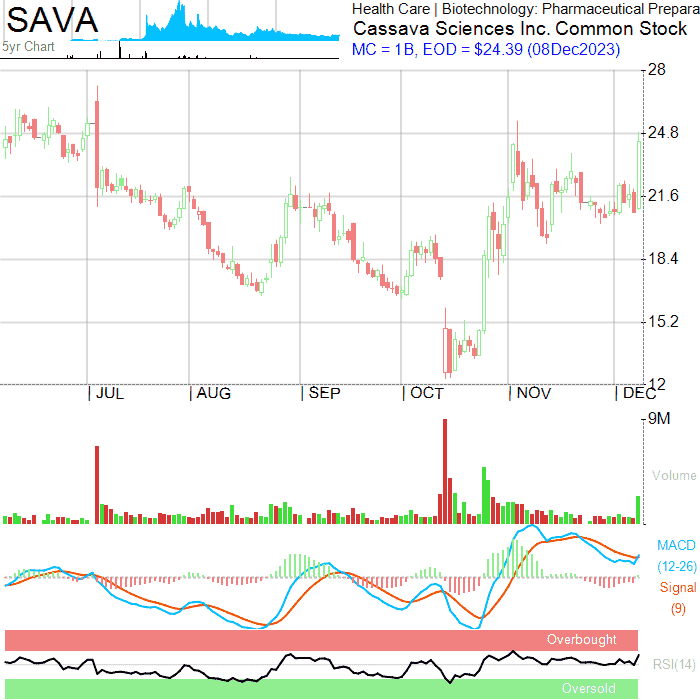 SAVA
5yr Chart
Health Care | Biotechnology: Pharmaceutical Prepara
Cassava Sciences Inc. Common Stock
MC = 1B, EOD = $24.39 (08Dec2023)
28
24.8
21.6
18.4
15.2
12
| JUL | AUG | SEP | OCT | NOV | DEC
9M
Volume
MACD
(12-26)
Signal
(9)
Overbought
RSI(14)
Oversold